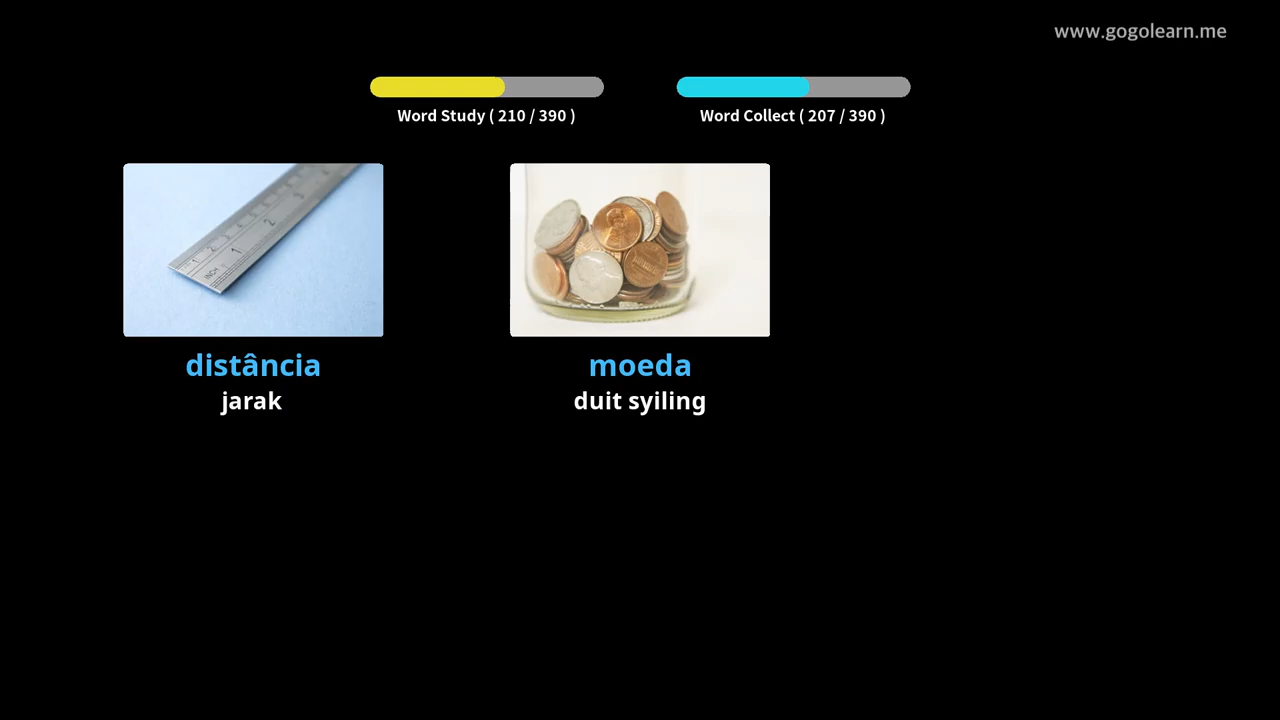 www.gogolearn.me
Word Study ( 210 / 390 )
Word Collect ( 207 / 390 )
distância
jarak
moeda
duit syiling